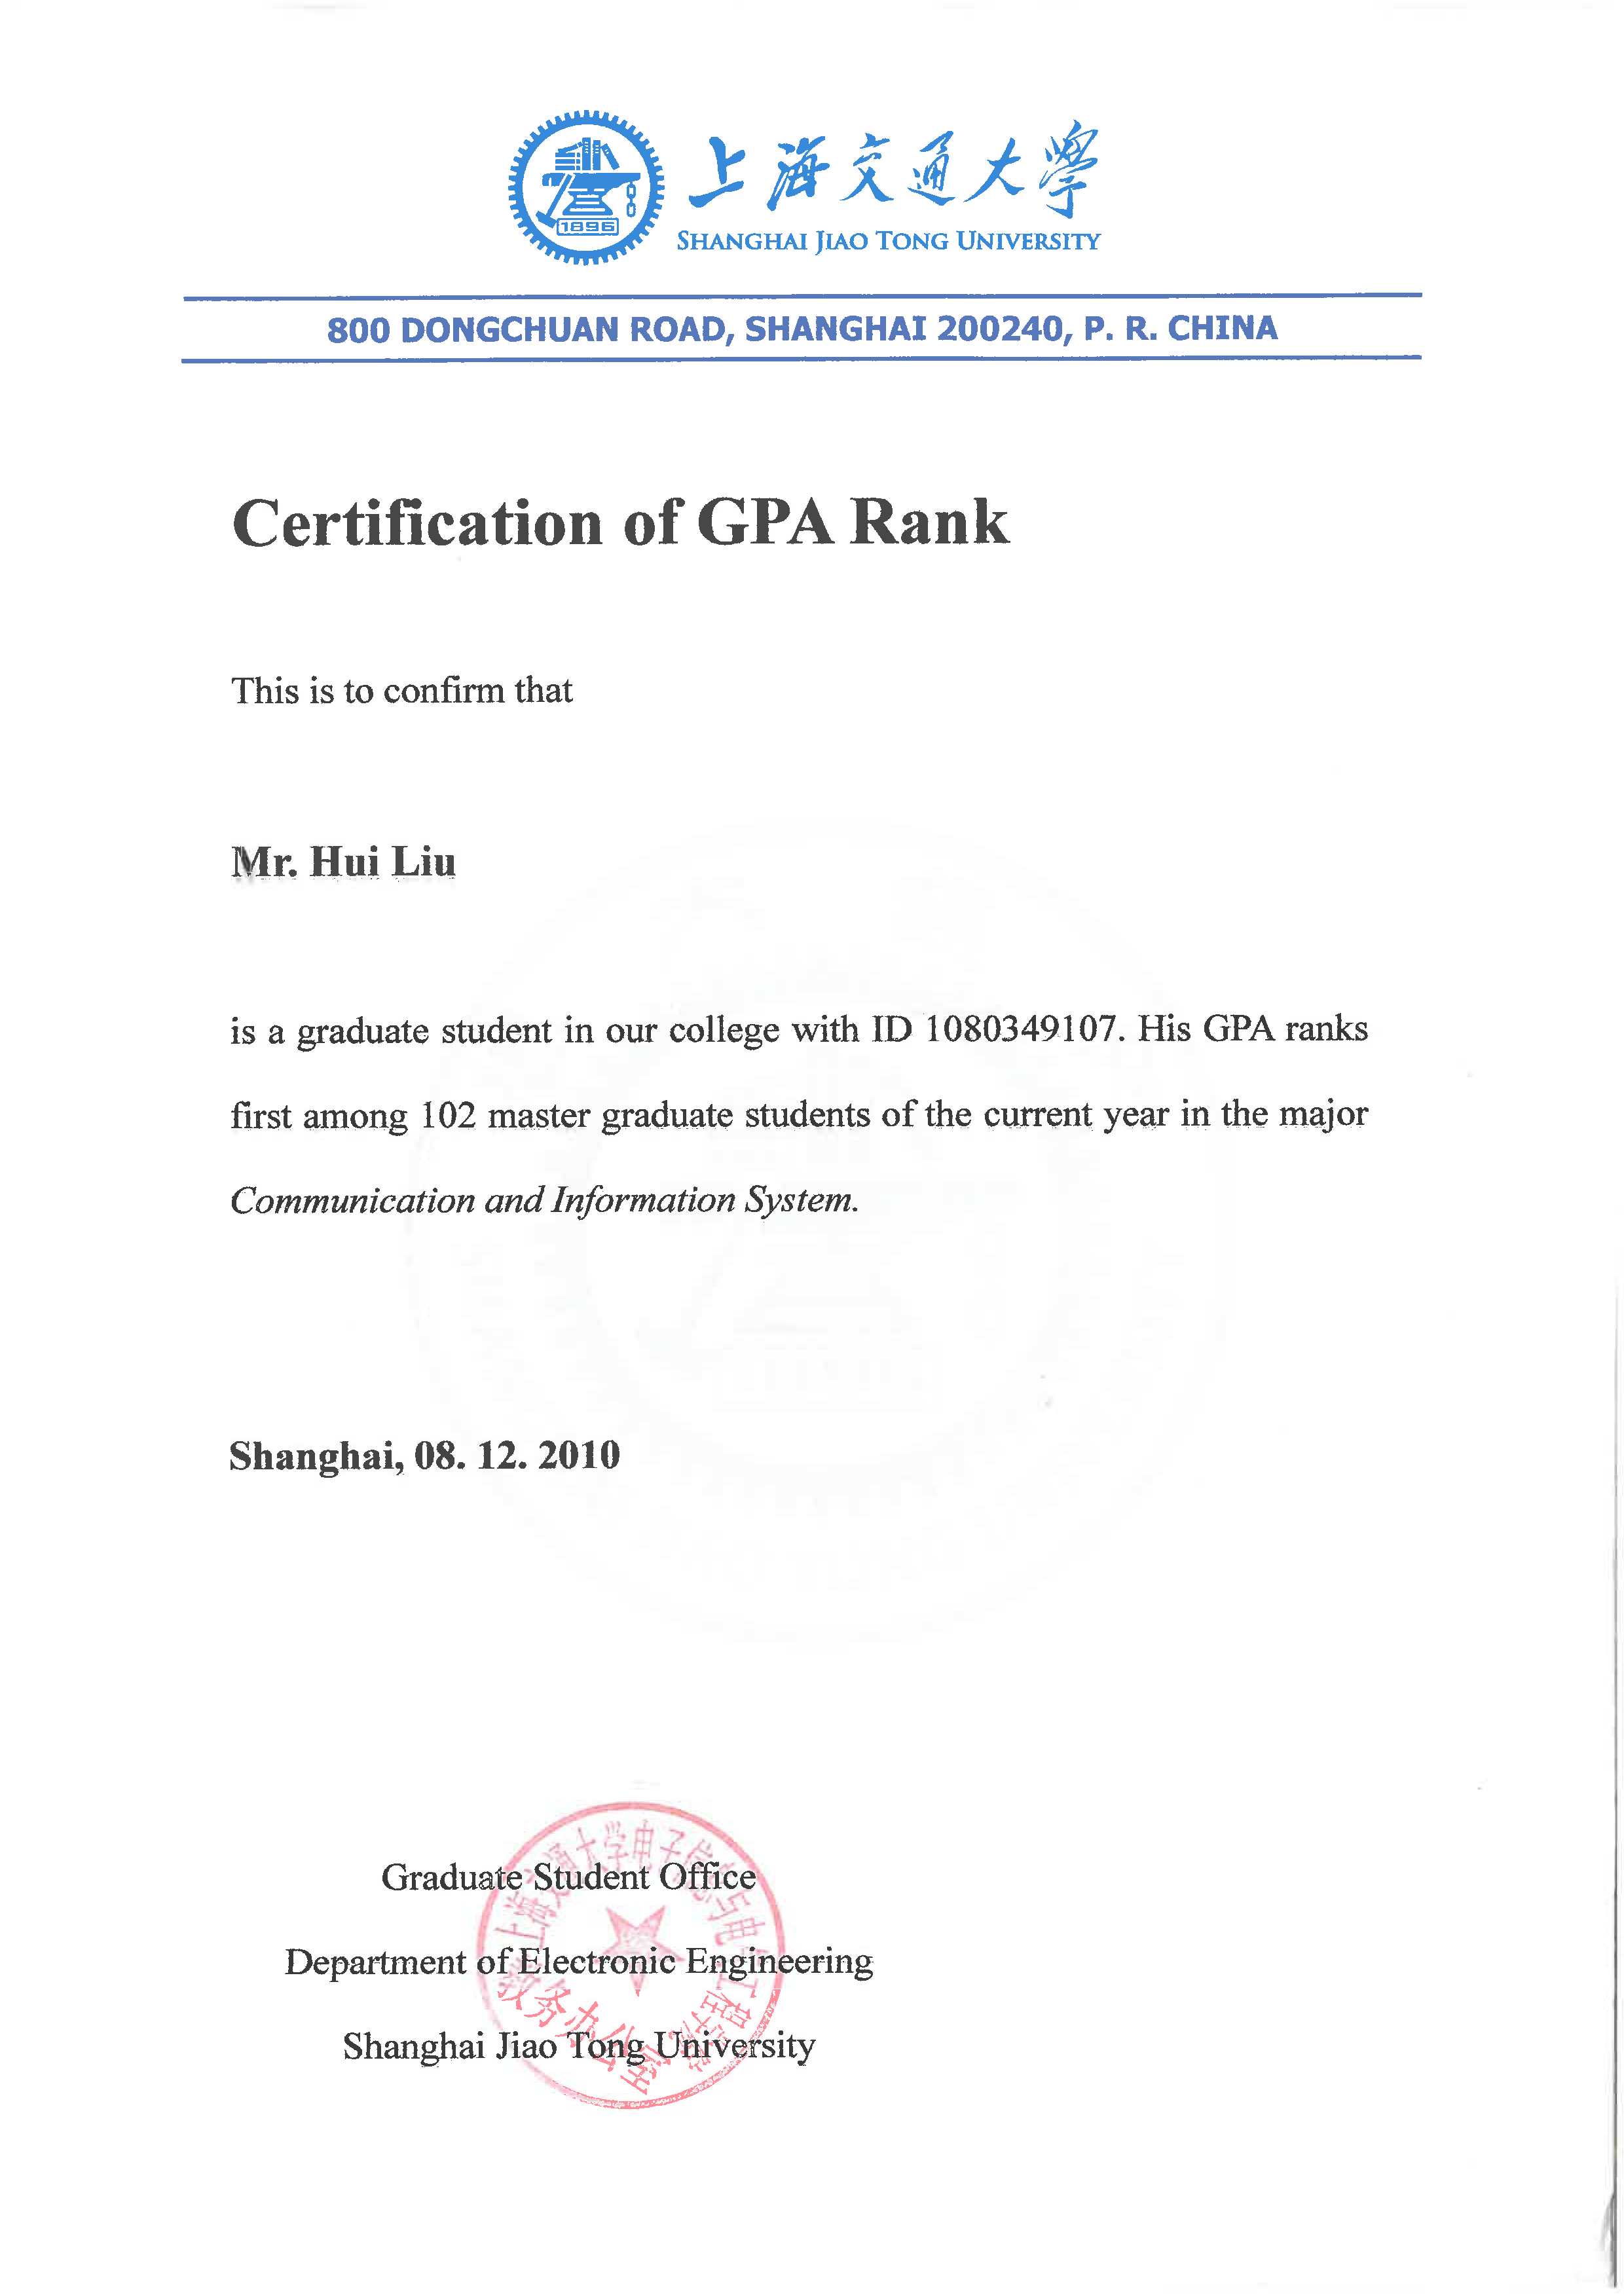 1896
上海交通大學
SHANGHAI JIAO TONG UNIVERSITY
800 DONGCHUAN ROAD, SHANGHAI 200240, P. R. CHINA
Certification of GPA Rank
This is to confirm that
Mr. Hui Liu
is a graduate student in our college with ID 1080349107. His GPA ranks
first among 102 master graduate students of the current year in the major
Communication and Information System.
Shanghai, 08. 12. 2010
Graduate Student Office
Department of Electronic Engineering
Shanghai Jiao Tong University
上海交通大学电子信息与电气工程学院
教务办公室